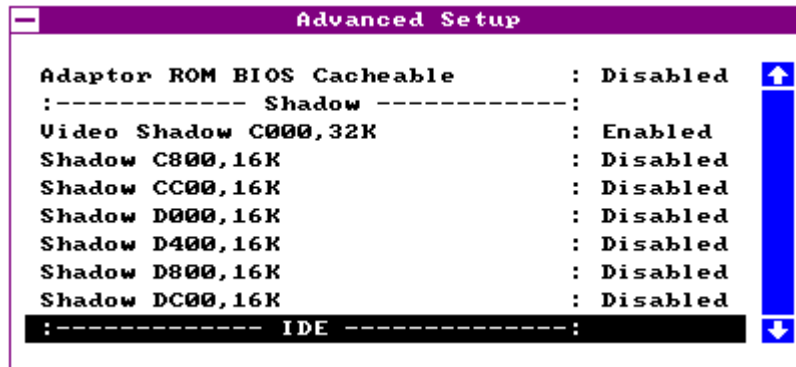 Advanced Setup
Adaptor ROM BIOS Cacheable : Disabled
:------------ Shadow ------------:
Video Shadow C000,32K : Enabled
Shadow C800,16K : Disabled
Shadow CC00,16K : Disabled
Shadow D000,16K : Disabled
Shadow D400,16K : Disabled
Shadow D800,16K : Disabled
Shadow DC00,16K : Disabled
:------------- IDE --------------: